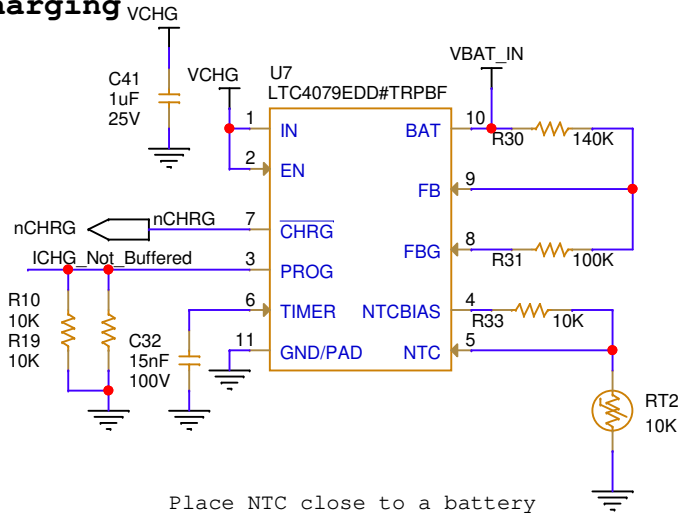 harging
VCHG
C41
1uF
25V
VCHG
U7
LTC4079EDD#TRPBF
VBAT_IN
1
IN
BAT
10
R30
140K
2
EN
FB
9
nCHRG
nCHRG
7
CHRG
FBG
8
R31
100K
ICHG_Not_Buffered
3
PROG
R10
10K
R19
10K
6
TIMER
NTCBIAS
4
R33
10K
C32
15nF
100V
11
GND/PAD
NTC
5
RT2
10K
Place NTC close to a battery